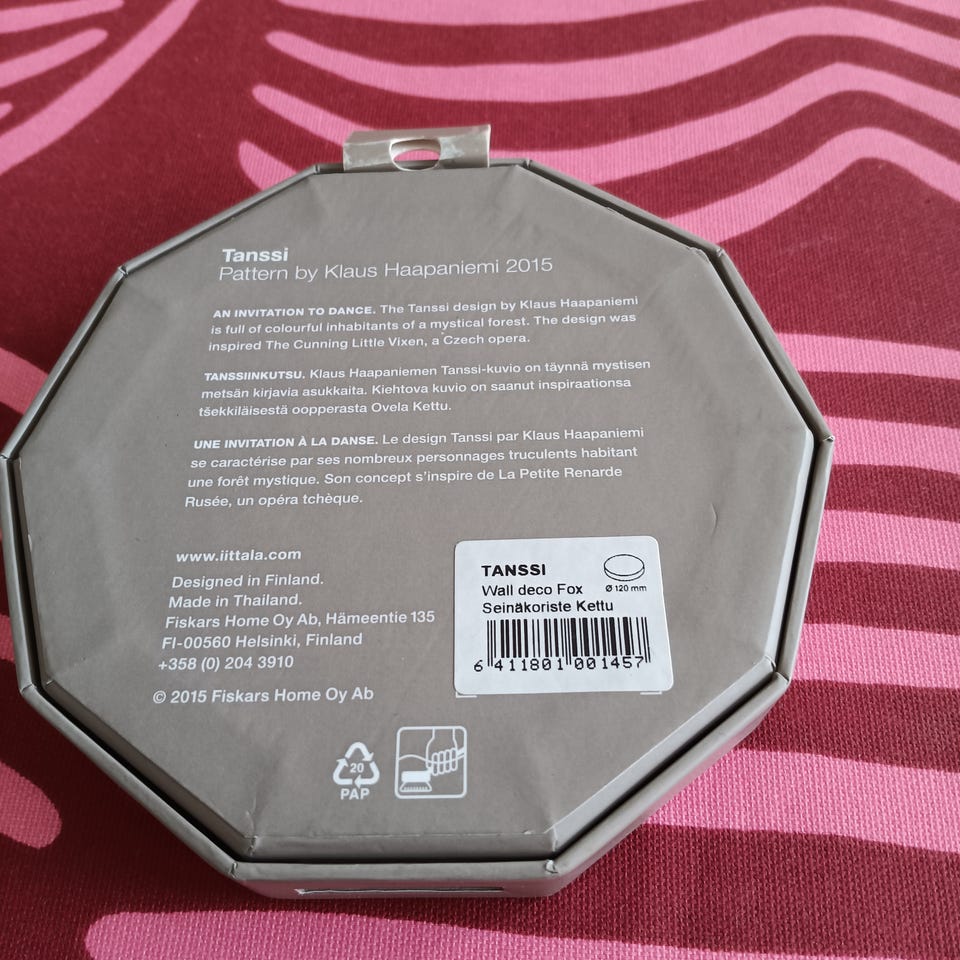 Tanssi
Pattern by Klaus Haapaniemi 2015
AN INVITATION TO DANCE. The Tanssi design by Klaus Haapaniemi
is full of colourful inhabitants of a mystical forest. The design was
inspired The Cunning Little Vixen, a Czech opera.
TANSSIINKUTSU. Klaus Haapaniemen Tanssi-kuvio on täynnä mystisen
metsän kirjavia asukkaita. Kiehtova kuvio on saanut inspiraationsa
tšekkiläisestä oopperasta Ovela Kettu.
UNE INVITATION À LA DANSE. Le design Tanssi par Klaus Haapaniemi
se caractérise par ses nombreux personnages truculents habitant
une forêt mystique. Son concept s'inspire de La Petite Renarde
Rusée, un opéra tchèque.
www.iittala.com
Designed in Finland.
Made in Thailand.
Fiskars Home Oy Ab, Hämeentie 135
FI-00560 Helsinki, Finland
+358 (0) 204 3910
© 2015 Fiskars Home Oy Ab
TANSSI
Wall deco Fox
Ø 120 mm
Seinäkoriste Kettu
6 411801 001457
20
PAP